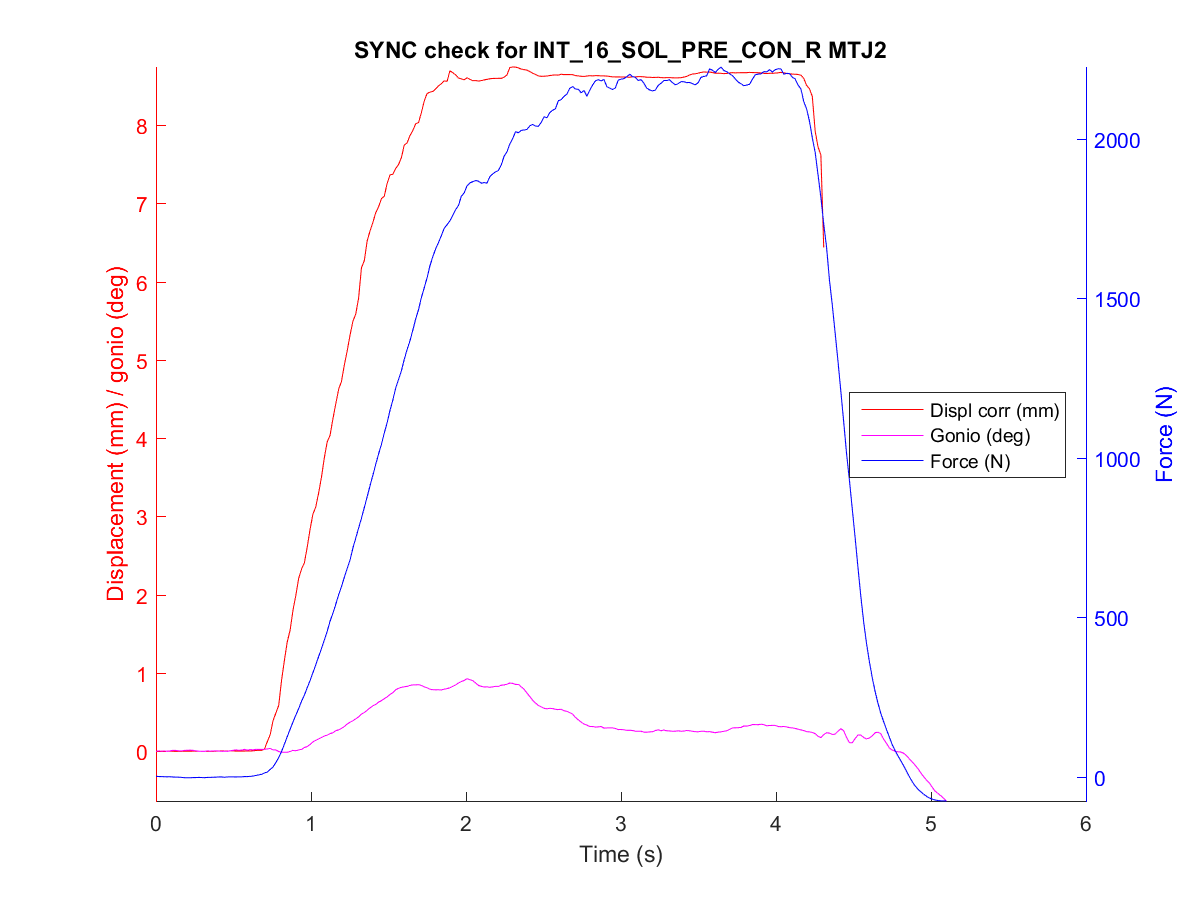 SYNC check for INT_16_SOL_PRE_CON_R MTJ2
8
7
6
5
4
3
2
1
0
Displacement (mm) / gonio (deg)
2000
1500
1000
500
0
Force (N)
Displ corr (mm)
Gonio (deg)
Force (N)
0 1 2 3 4 5 6
Time (s)